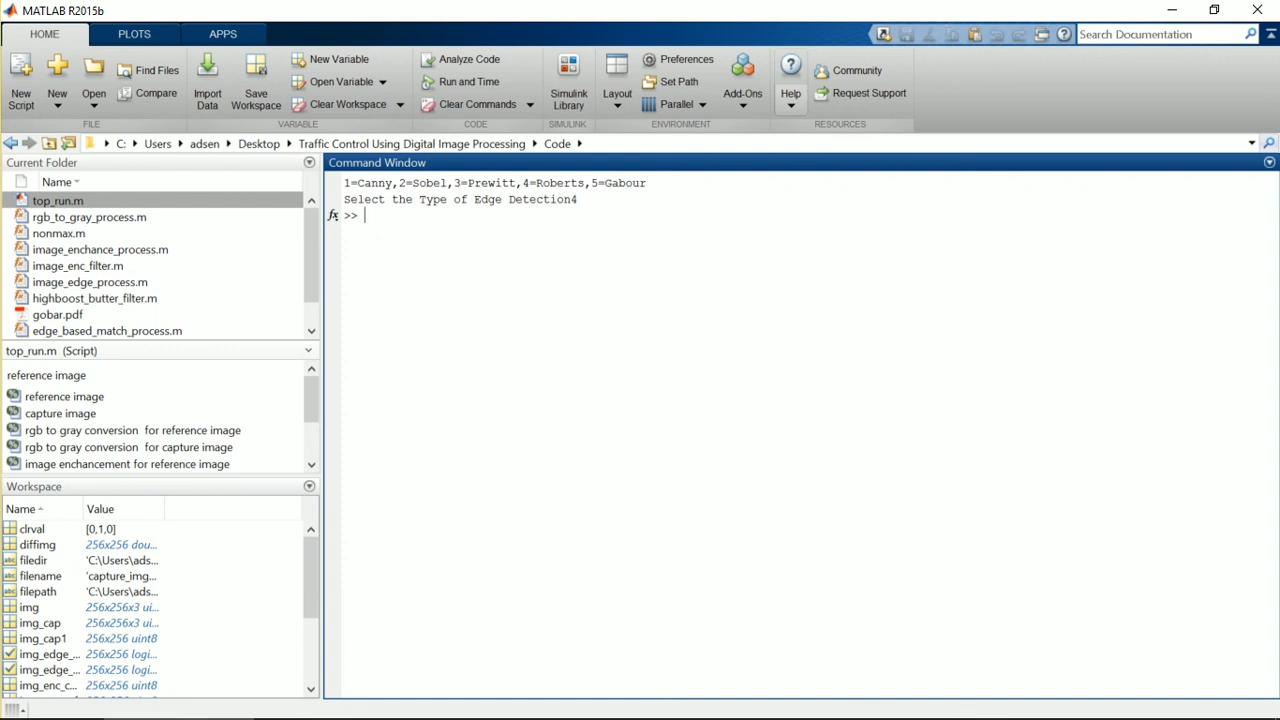 MATLAB R2015b
HOME
PLOTS
APPS
Search Documentation
New Script
New
Open
Find Files
Compare
Import Data
Save Workspace
New Variable
Open Variable
Clear Workspace
Analyze Code
Run and Time
Clear Commands
Simulink Library
Layout
Preferences
Set Path
Parallel
Add-Ons
Help
Community
Request Support
FILE
VARIABLE
CODE
SIMULINK
ENVIRONMENT
RESOURCES
C: Users adsen Desktop Traffic Control Using Digital Image Processing Code
Current Folder
Name
top_run.m
rgb_to_gray_process.m
nonmax.m
image_enchance_process.m
image_enc_filter.m
image_edge_process.m
highboost_butter_filter.m
gobar.pdf
edge_based_match_process.m
top_run.m (Script)
reference image
reference image
capture image
rgb to gray conversion for reference image
rgb to gray conversion for capture image
image enchancement for reference image
Workspace
Name Value
clrval [0,1,0]
diffimg 256x256 dou...
filedir 'C:\Users\ads...
filename 'capture_img...
filepath 'C:\Users\ads...
img 256x256x3 ui...
img_cap 256x256x3 ui...
img_cap1 256x256 uint8
img_edge_... 256x256 logi...
img_edge_... 256x256 logi...
img_enc_c... 256x256 uint8
Command Window
1=Canny,2=Sobel,3=Prewitt,4=Roberts,5=Gabour
Select the Type of Edge Detection4
fx >>